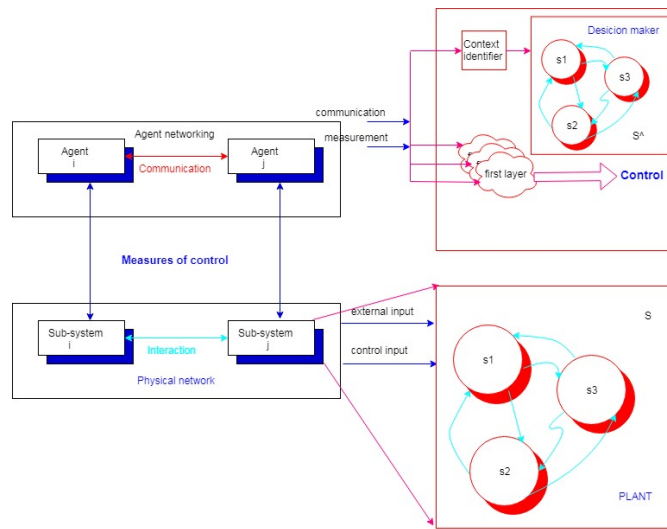 Desicion maker
Context
identifier
s1
s3
s2
S^
communication
measurement
Agent networking
Agent
i
Agent
j
Communication
first layer
Control
Measures of control
Sub-system
i
Sub-system
j
Interaction
Physical network
external input
control input
S
s1
s3
s2
PLANT